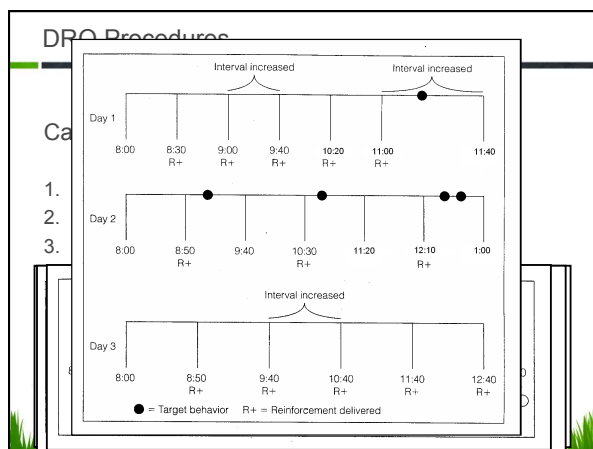 DRO Procedures
Ca
1.
2.
3.
Interval increased Interval increased
Day 1
8:00 8:30 9:00 9:40 10:20 11:00 11:40
R+ R+ R+ R+ R+
Day 2
8:00 8:50 9:40 10:30 11:20 12:10 1:00
R+ R+ R+
Interval increased
Day 3
8:00 8:50 9:40 10:40 11:40 12:40
R+ R+ R+ R+ R+
= Target behavior R+ = Reinforcement delivered